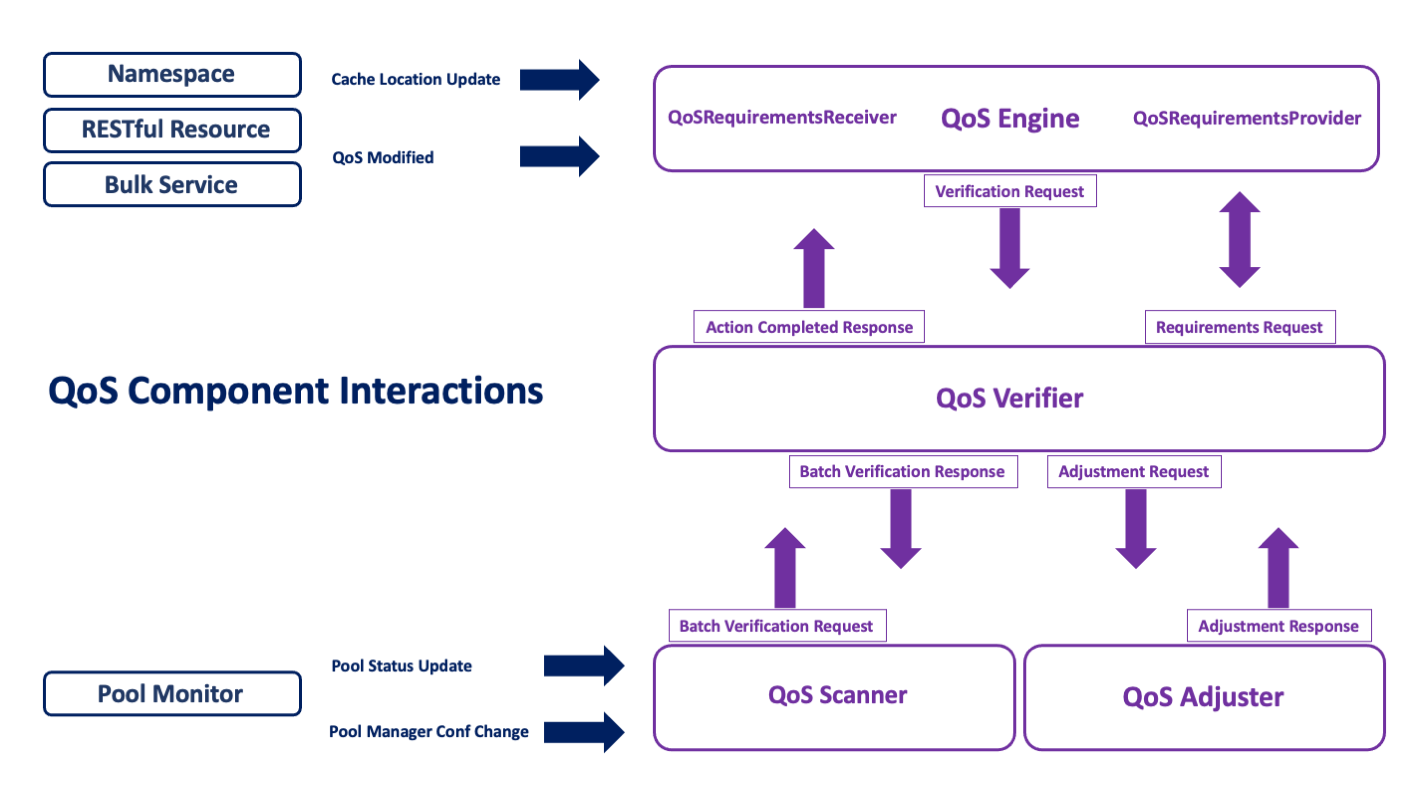 Namespace
RESTful Resource
Bulk Service
Cache Location Update
QoS Modified
QoSRequirementsReceiver
QoS Engine
QoSRequirementsProvider
Verification Request
Action Completed Response
Requirements Request
QoS Component Interactions
QoS Verifier
Batch Verification Response
Adjustment Request
Batch Verification Request
Adjustment Response
Pool Monitor
Pool Status Update
Pool Manager Conf Change
QoS Scanner
QoS Adjuster